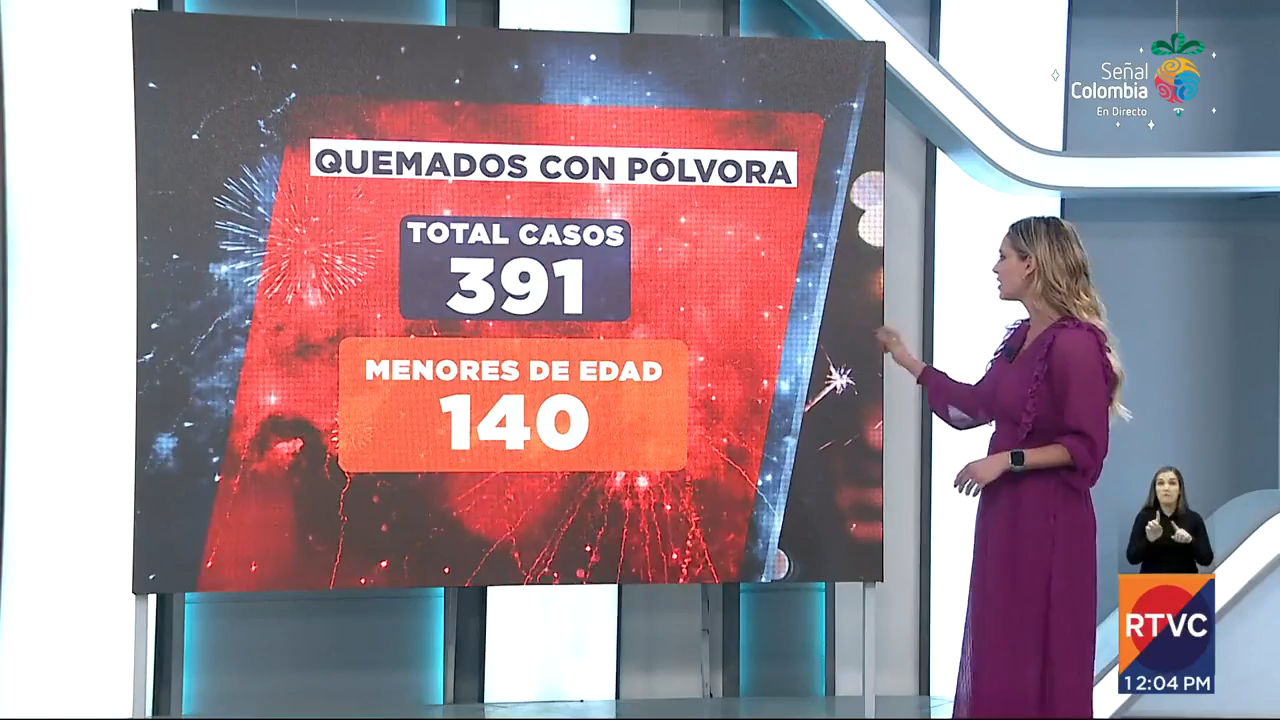 QUEMADOS CON PÓLVORA
TOTAL CASOS
391
MENORES DE EDAD
140
Señal
Colombia
En Directo
RTVC
12:04 PM